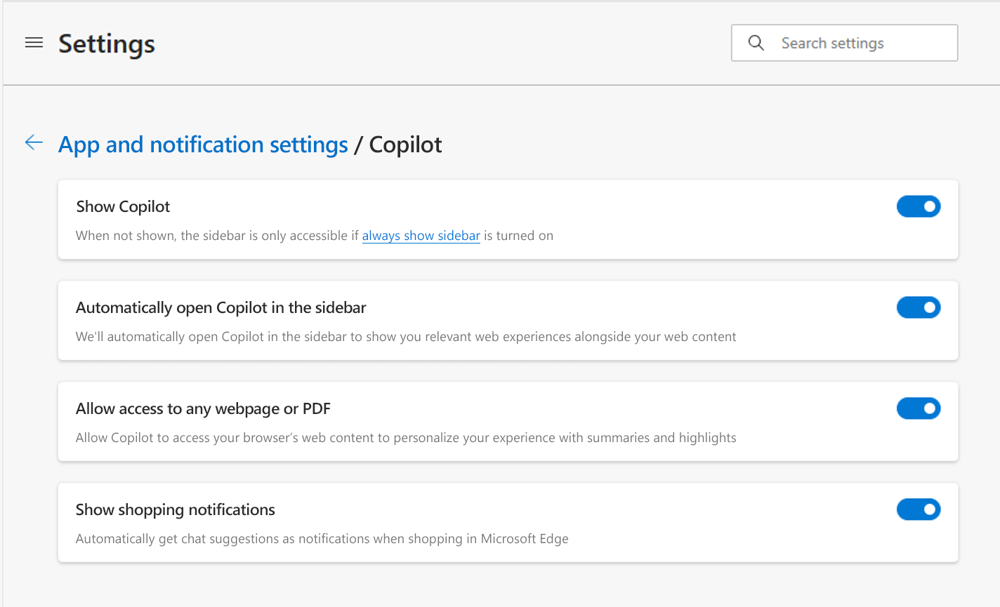 Settings
Search settings
App and notification settings / Copilot
Show Copilot
When not shown, the sidebar is only accessible if always show sidebar is turned on
Automatically open Copilot in the sidebar
We'll automatically open Copilot in the sidebar to show you relevant web experiences alongside your web content
Allow access to any webpage or PDF
Allow Copilot to access your browser’s web content to personalize your experience with summaries and highlights
Show shopping notifications
Automatically get chat suggestions as notifications when shopping in Microsoft Edge